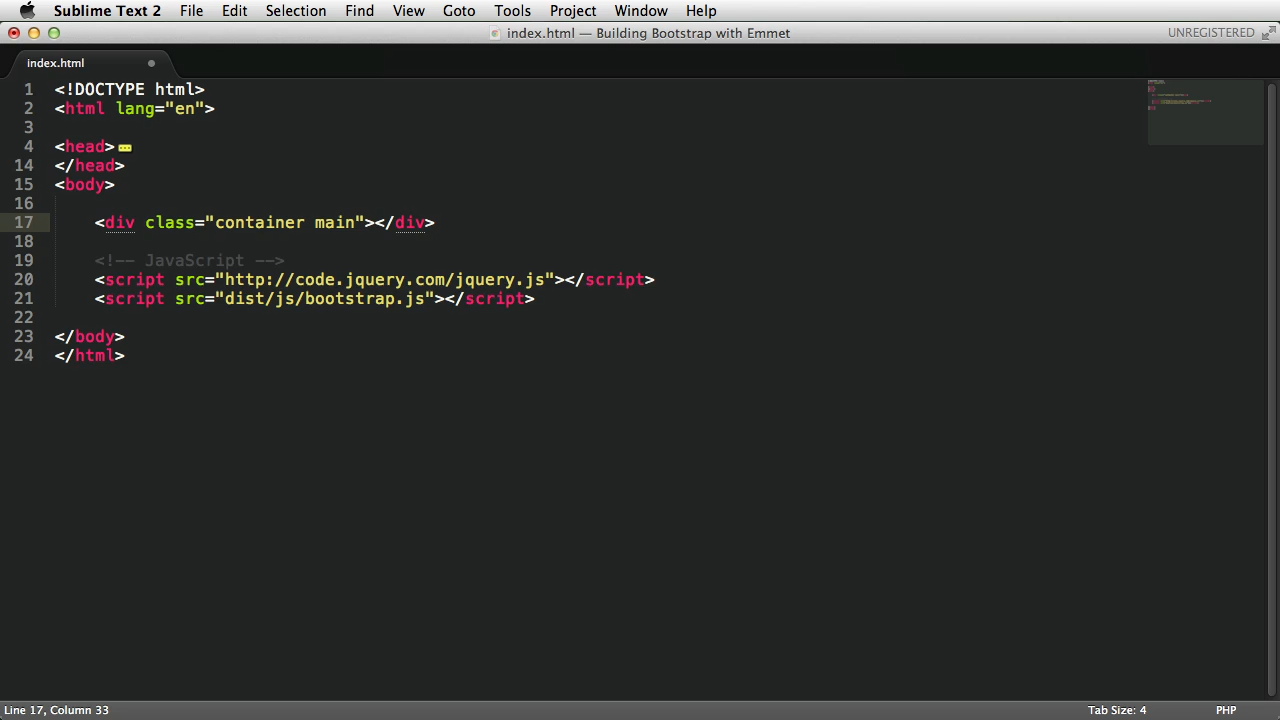 Sublime Text 2 File Edit Selection Find View Goto Tools Project Window Help
index.html — Building Bootstrap with Emmet UNREGISTERED
index.html
1 <!DOCTYPE html>
2 <html lang="en">
3
4 <head>
14 </head>
15 <body>
16
17 <div class="container main"></div>
18
19 <!-- JavaScript -->
20 <script src="http://code.jquery.com/jquery.js"></script>
21 <script src="dist/js/bootstrap.js"></script>
22
23 </body>
24 </html>
Line 17, Column 33 Tab Size: 4 PHP